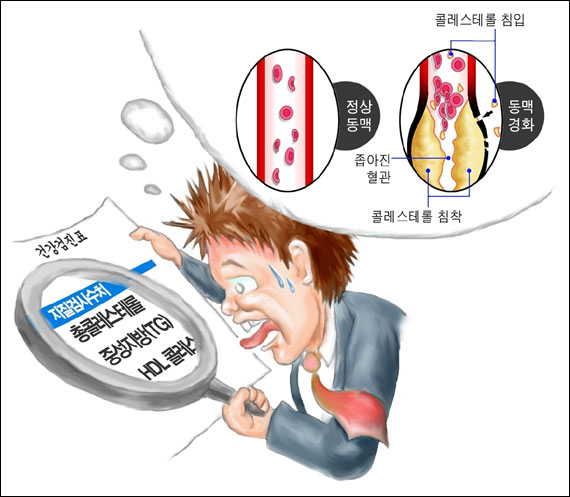 콜레스테롤 침입
정상
동맥
동맥
경화
좁아진
혈관
콜레스테롤 침착
건강검진표
지질검사수치
총콜레스테롤
중성지방(TG)
HDL 콜레스